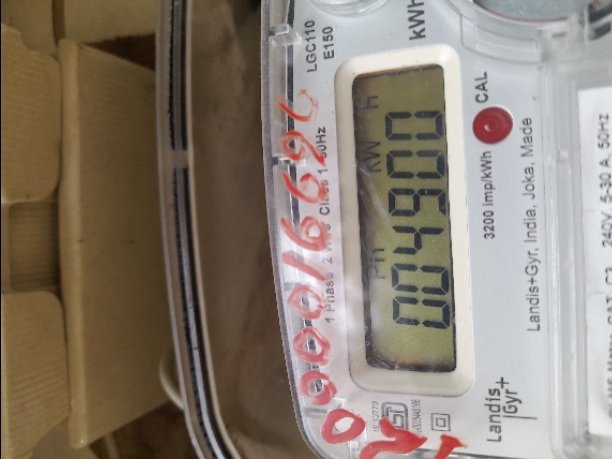 LGC110
E150
1 Phase 2 Wire Class 1 50Hz
Ph kW h
004900
kWh
3200 imp/kWh CAL
Landis+Gyr+
Landis+Gyr, India, Joka, Made
240V 5-30 A 50Hz